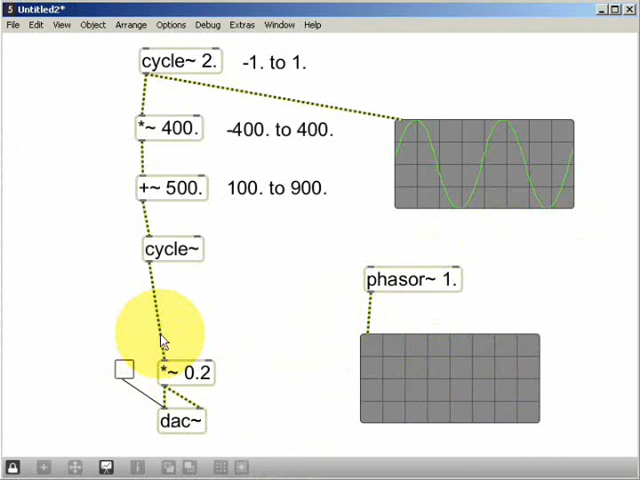 Untitled2*
File Edit View Object Arrange Options Debug Extras Window Help
cycle~ 2. -1. to 1.
*~ 400. -400. to 400.
+~ 500. 100. to 900.
cycle~
phasor~ 1.
*~ 0.2
dac~